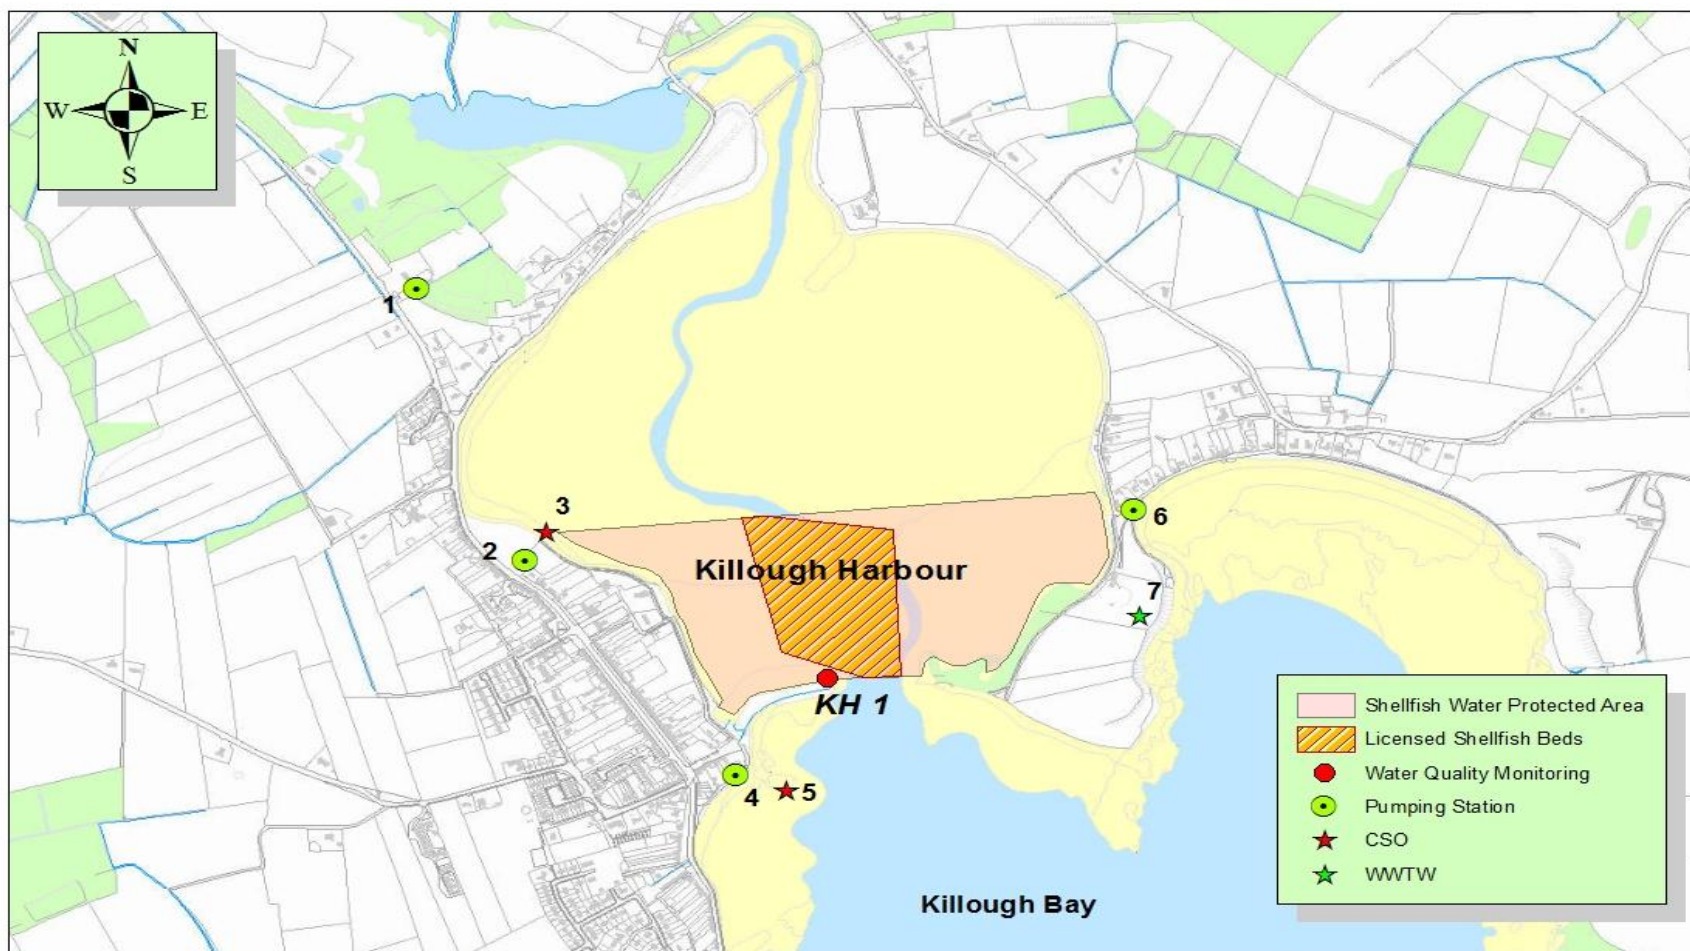 N
W E
S
1
3
2
6
Killough Harbour
7
KH 1
4
5
Shellfish Water Protected Area
Licensed Shellfish Beds
Water Quality Monitoring
Pumping Station
CSO
WWTW
Killough Bay